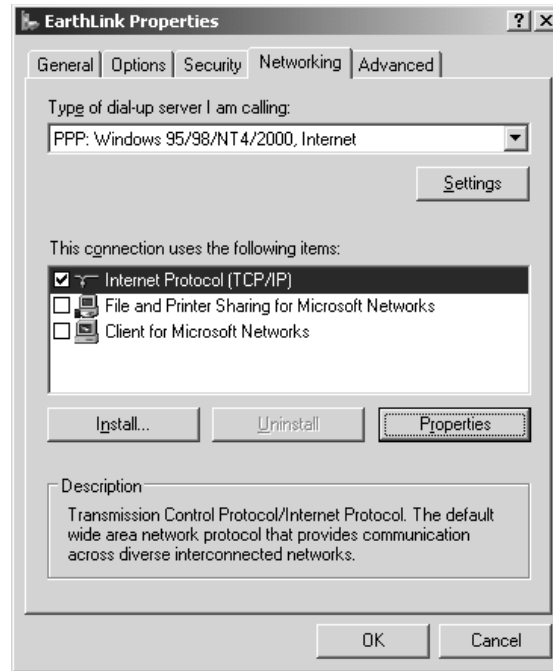 EarthLink Properties
General
Options
Security
Networking
Advanced
Type of dial-up server I am calling:
PPP: Windows 95/98/NT4/2000, Internet
Settings
This connection uses the following items:
Internet Protocol (TCP/IP)
File and Printer Sharing for Microsoft Networks
Client for Microsoft Networks
Install...
Uninstall
Properties
Description
Transmission Control Protocol/Internet Protocol. The default
wide area network protocol that provides communication
across diverse interconnected networks.
OK
Cancel